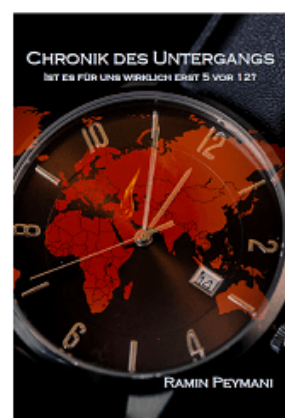 CHRONIK DES UNTERGANGS
IST ES FÜR UNS WIRKLICH ERST 5 VOR 12?
10
12
8
2
6
4
RAMIN PEYMANI